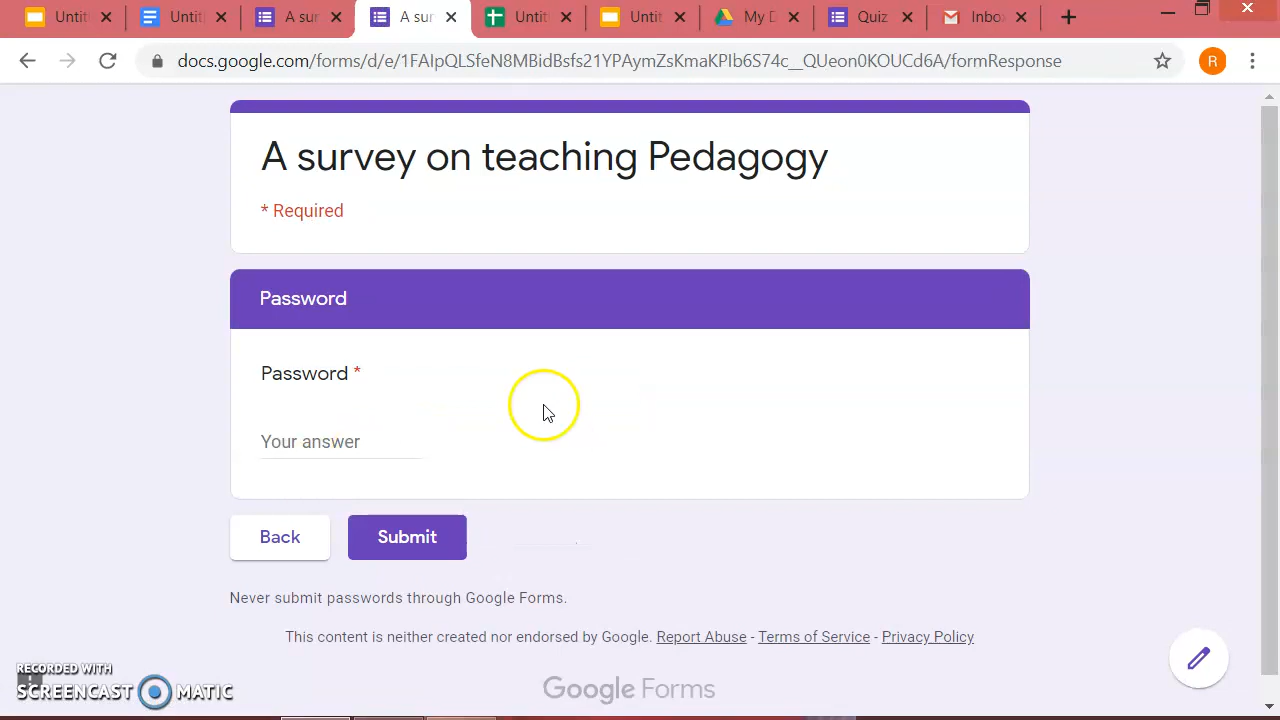 Untit
Untit
A sur
A sur
Untit
Untit
My D
Quiz
Inbo
docs.google.com/forms/d/e/1FAIpQLSfeN8MBidBsfs21YPAymZsKmaKPIb6S74c__QUeon0KOUCd6A/formResponse
R
A survey on teaching Pedagogy
* Required
Password
Password *
Your answer
Back
Submit
Never submit passwords through Google Forms.
This content is neither created nor endorsed by Google. Report Abuse - Terms of Service - Privacy Policy
RECORDED WITH
SCREENCAST MATIC
Google Forms